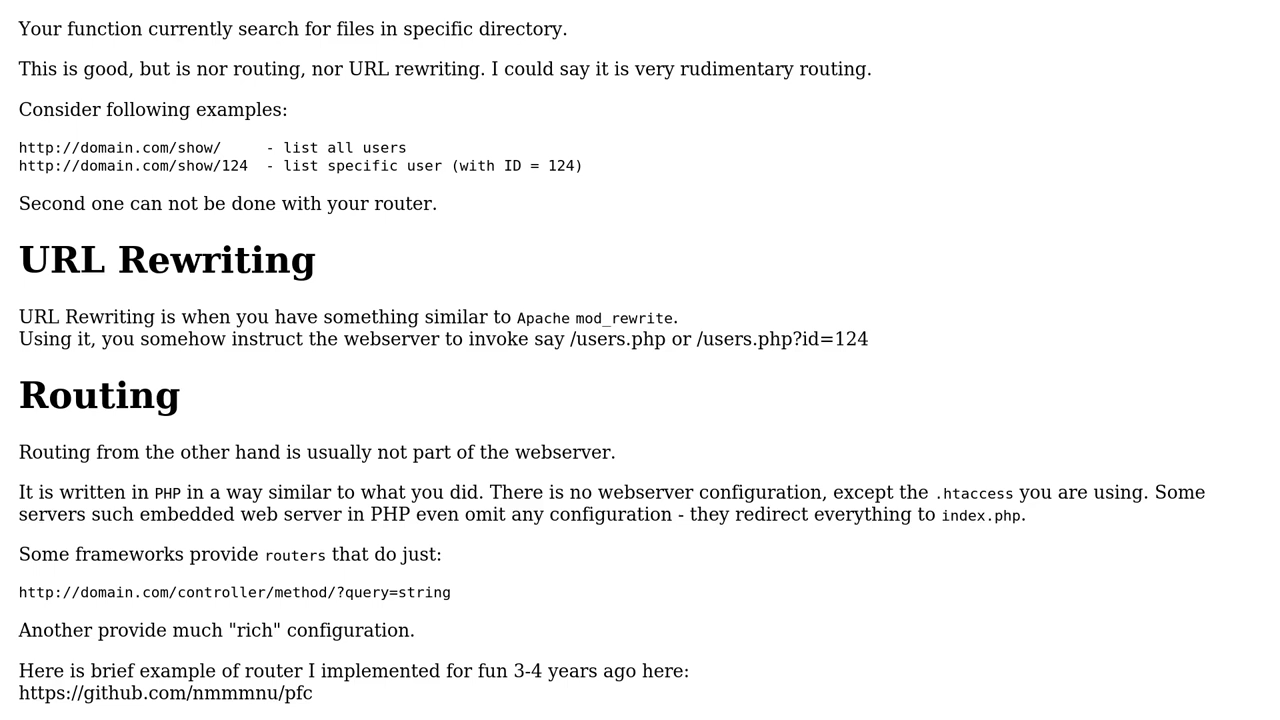 Your function currently search for files in specific directory.
This is good, but is nor routing, nor URL rewriting. I could say it is very rudimentary routing.
Consider following examples:
http://domain.com/show/     - list all users
http://domain.com/show/124  - list specific user (with ID = 124)
Second one can not be done with your router.
URL Rewriting
URL Rewriting is when you have something similar to Apache mod_rewrite.
Using it, you somehow instruct the webserver to invoke say /users.php or /users.php?id=124
Routing
Routing from the other hand is usually not part of the webserver.
It is written in PHP in a way similar to what you did. There is no webserver configuration, except the .htaccess you are using. Some
servers such embedded web server in PHP even omit any configuration - they redirect everything to index.php.
Some frameworks provide routers that do just:
http://domain.com/controller/method/?query=string
Another provide much "rich" configuration.
Here is brief example of router I implemented for fun 3-4 years ago here:
https://github.com/nmmmnu/pfc